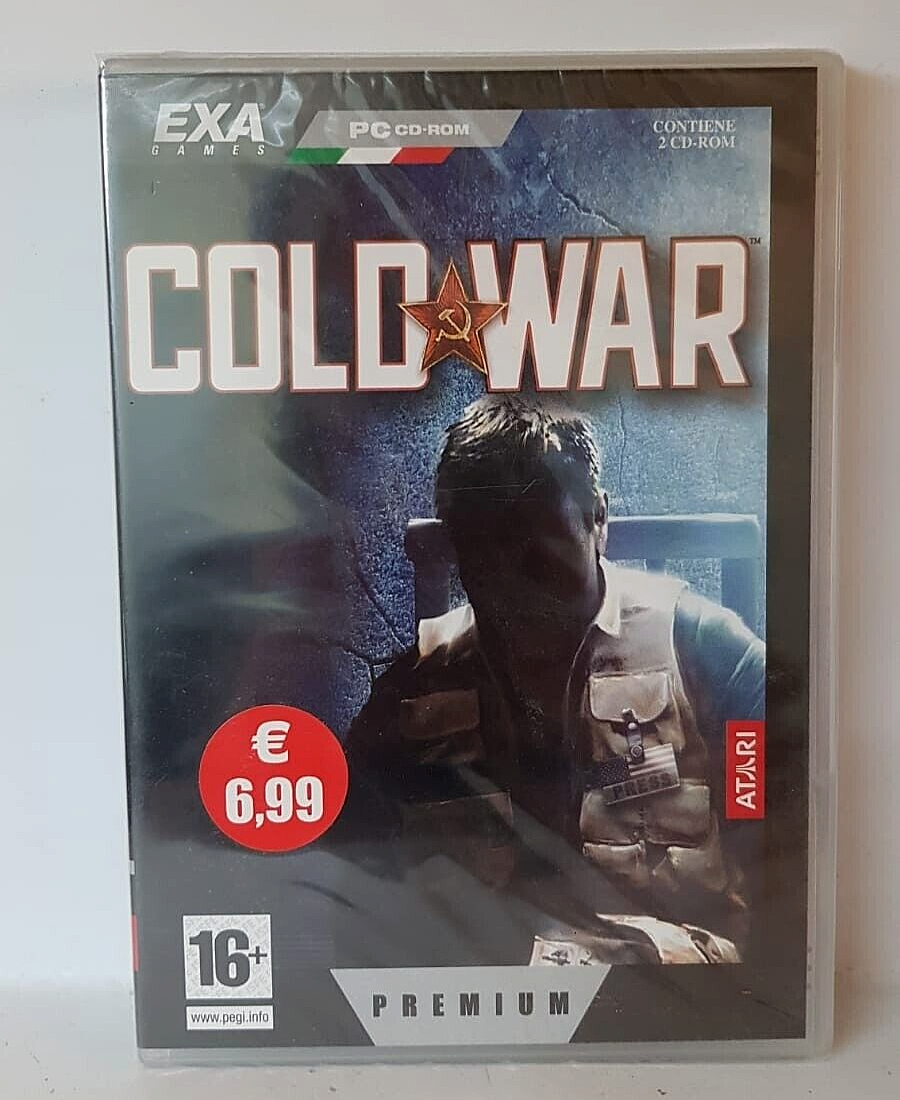 EXA
GAMES
PC CD-ROM
CONTIENE
2 CD-ROM
COLD WAR™
PRESS
ATARI
€
6,99
16+
www.pegi.info
PREMIUM